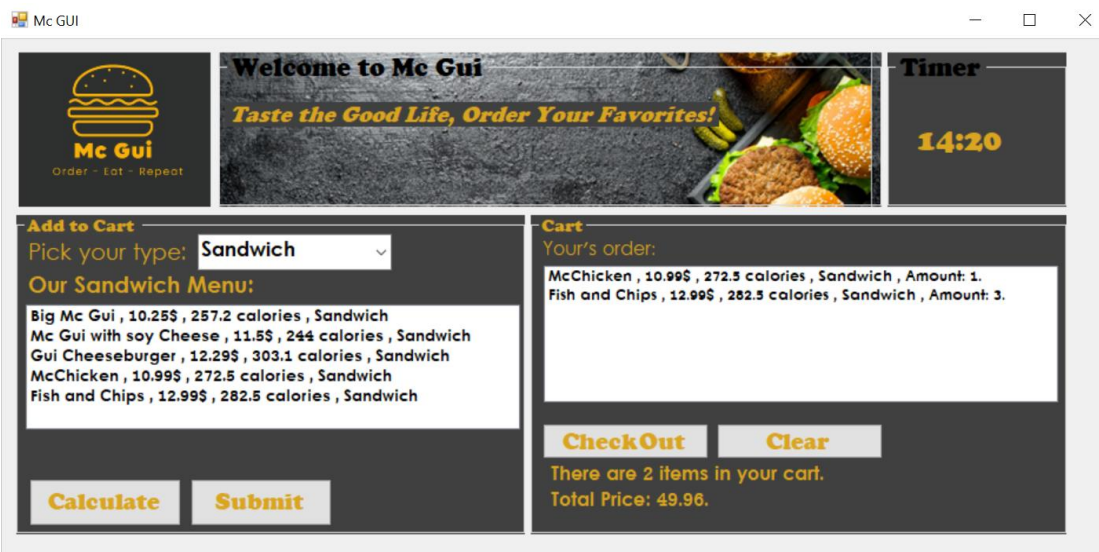 Mc GUI
Mc Gui
Order - Eat - Repeat
Welcome to Mc Gui
Taste the Good Life, Order Your Favorites!
Timer
14:20
Add to Cart
Pick your type: Sandwich
Our Sandwich Menu:
Big Mc Gui , 10.25$ , 257.2 calories , Sandwich
Mc Gui with soy Cheese , 11.5$ , 244 calories , Sandwich
Gui Cheeseburger , 12.29$ , 303.1 calories , Sandwich
McChicken , 10.99$ , 272.5 calories , Sandwich
Fish and Chips , 12.99$ , 282.5 calories , Sandwich
Calculate
Submit
Cart
Your's order:
McChicken , 10.99$ , 272.5 calories , Sandwich , Amount: 1.
Fish and Chips , 12.99$ , 282.5 calories , Sandwich , Amount: 3.
CheckOut
Clear
There are 2 items in your cart.
Total Price: 49.96.